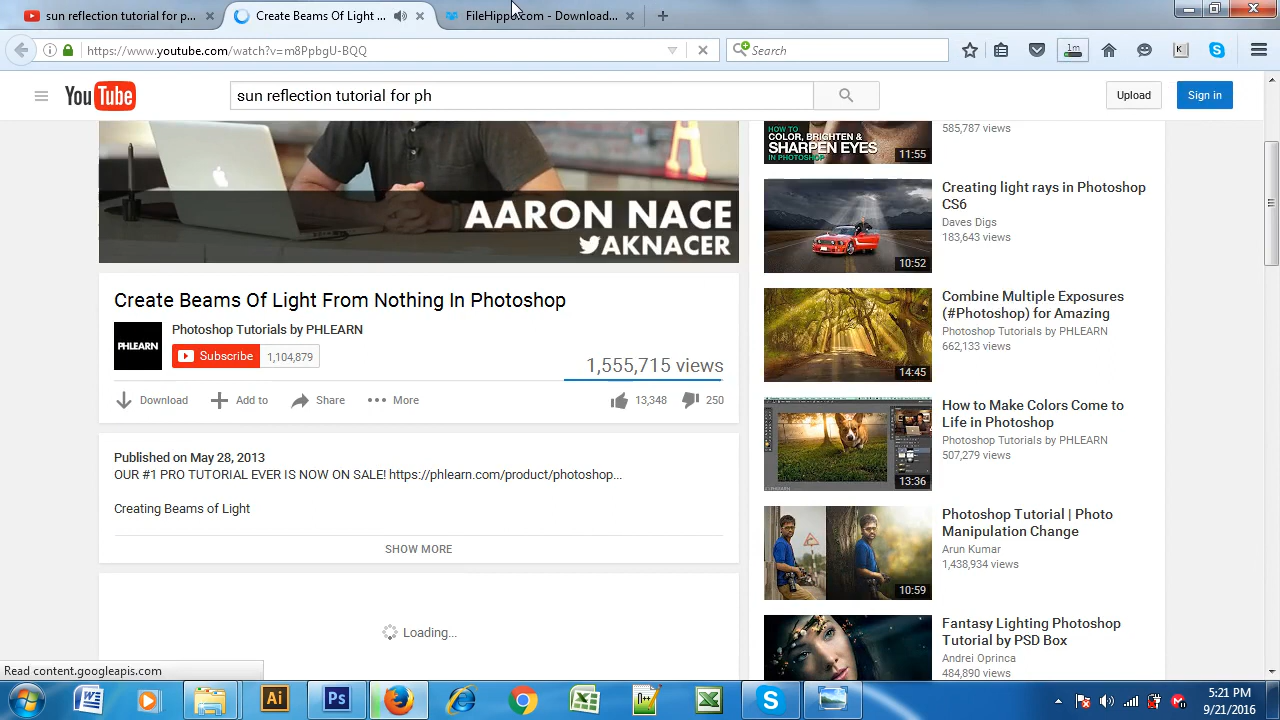 sun reflection tutorial for p...
Create Beams Of Light ...
FileHippo.com - Download...
https://www.youtube.com/watch?v=m8PpbgU-BQQ
Search
1m
K
S
YouTube
sun reflection tutorial for ph
Upload
Sign in
AARON NACE
AKNACER
Create Beams Of Light From Nothing In Photoshop
PHLEARN
Photoshop Tutorials by PHLEARN
Subscribe
1,104,879
1,555,715 views
Download
Add to
Share
More
13,348
250
Published on May 2, 2013
OUR #1 PRO TUTORIAL EVER IS NOW ON SALE! https://phlearn.com/product/photoshop...
Creating Beams of Light
SHOW MORE
Loading...
585,787 views
HOW TO
COLOR, BRIGHTEN &
SHARPEN EYES
IN PHOTOSHOP
11:55
Creating light rays in Photoshop
CS6
Daves Digs
183,643 views
10:52
Combine Multiple Exposures
(#Photoshop) for Amazing
Photoshop Tutorials by PHLEARN
662,133 views
14:45
How to Make Colors Come to
Life in Photoshop
Photoshop Tutorials by PHLEARN
507,279 views
13:36
Photoshop Tutorial | Photo
Manipulation Change
Arun Kumar
1,438,934 views
10:59
Fantasy Lighting Photoshop
Tutorial by PSD Box
Andrei Oprinca
484,890 views
Read content.googleapis.com
W
Ai
Ps
S
5:21 PM
9/21/2016